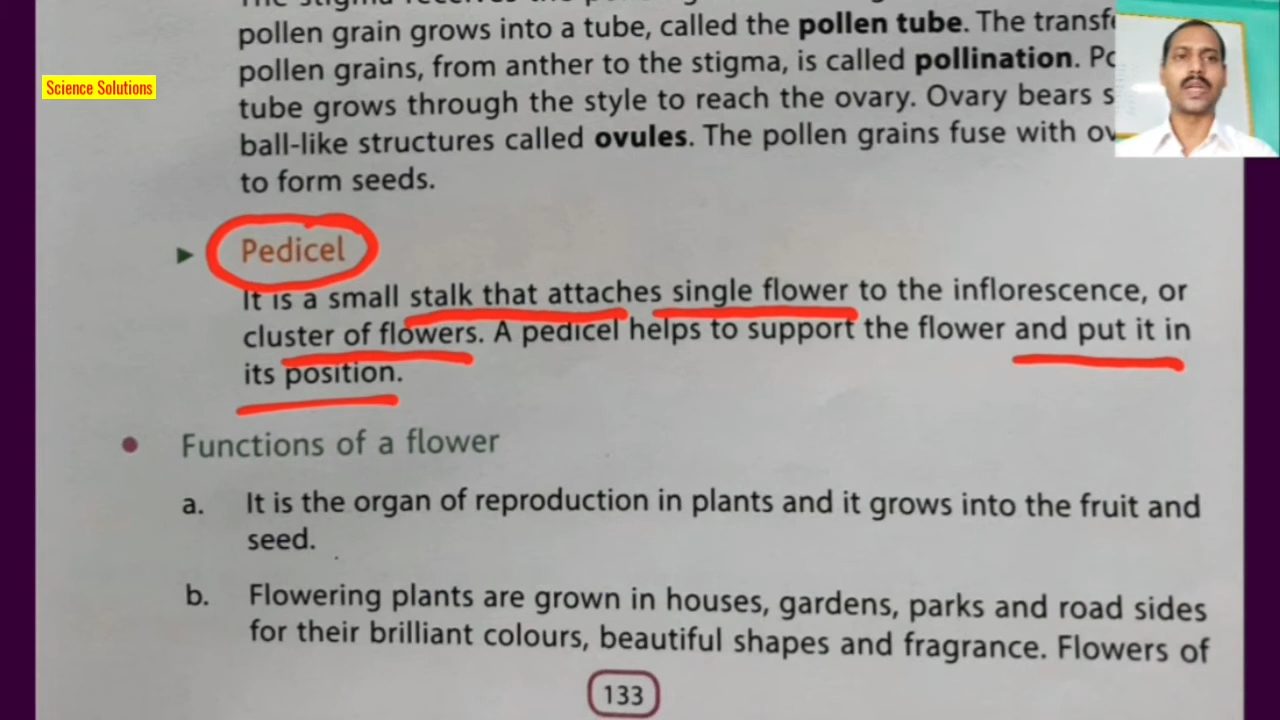 pollen grain grows into a tube, called the pollen tube. The
pollen grains, from anther to the stigma, is called pollination.
tube grows through the style to reach the ovary. Ovary bears
ball-like structures called ovules. The pollen grains fuse with
to form seeds.
Science Solutions
Pedicel
It is a small stalk that attaches single flower to the inflorescence, or
cluster of flowers. A pedicel helps to support the flower and put it in
its position.
Functions of a flower
a. It is the organ of reproduction in plants and it grows into the fruit and
seed.
b. Flowering plants are grown in houses, gardens, parks and road sides
for their brilliant colours, beautiful shapes and fragrance. Flowers of
133